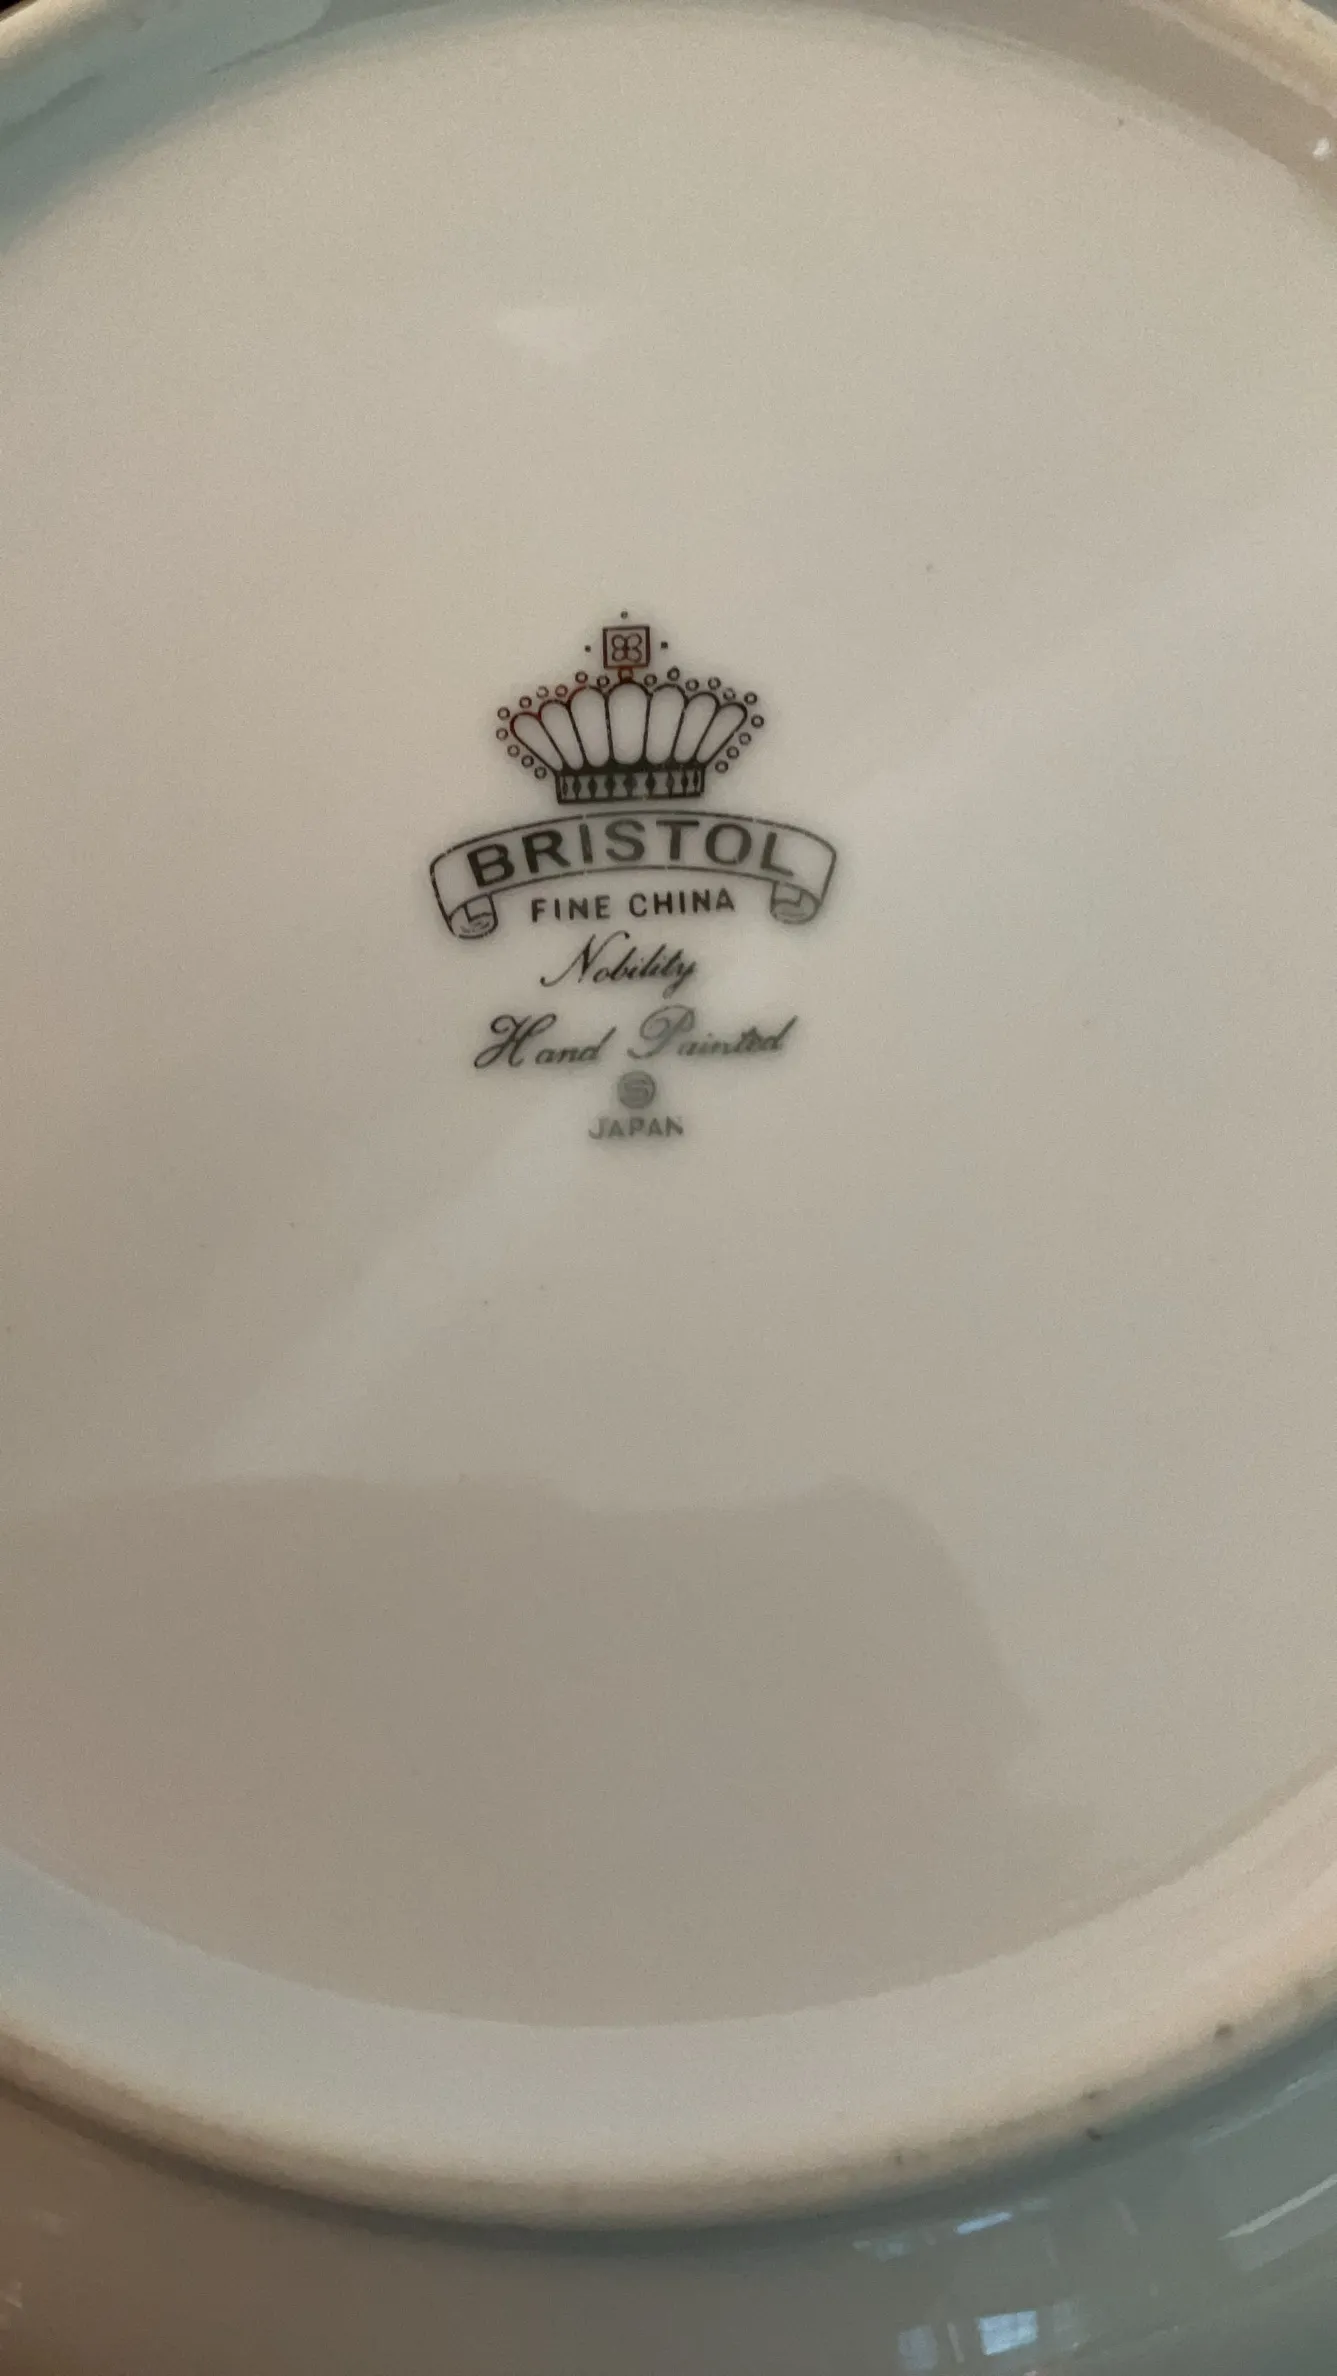 BRISTOL
FINE CHINA
Nobility
Hand Painted
S
JAPAN